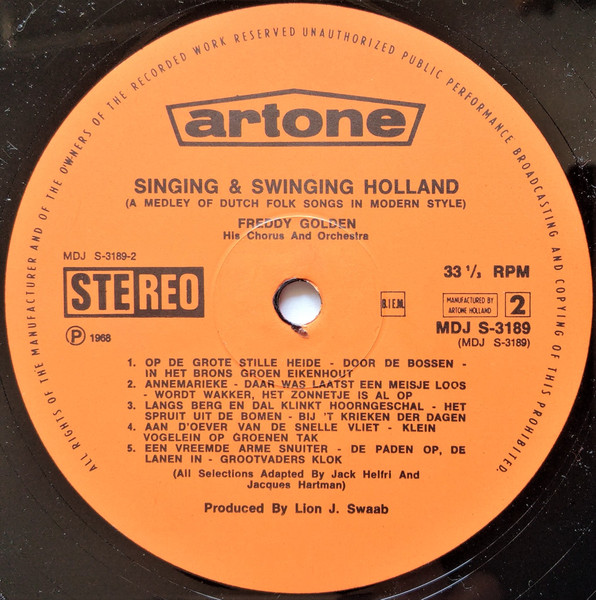 ALL RIGHTS OF THE MANUFACTURER AND OF THE OWNERS OF THE RECORDED WORK RESERVED UNAUTHORIZED PUBLIC PERFORMANCE BROADCASTING AND COPYING OF THIS PROHIBITED.
artone
SINGING & SWINGING HOLLAND
(A MEDLEY OF DUTCH FOLK SONGS IN MODERN STYLE)
FREDDY GOLDEN
His Chorus And Orchestra
MDJ S-3189-2
STEREO
Ⓟ 1968
33 ⅓ RPM
B.I.E.M.
MANUFACTURED BY
ARTONE HOLLAND
2
MDJ S-3189
(MDJ S-3189)
1. OP DE GROTE STILLE HEIDE - DOOR DE BOSSEN -
IN HET BRONS GROEN EIKENHOUT
2. ANNEMARIEKE - DAAR WAS LAATST EEN MEISJE LOOS
- WORDT WAKKER, HET ZONNETJE IS AL OP
3. LANGS BERG EN DAL KLINKT HOORNGESCHAL - HET
SPRUIT UIT DE BOMEN - BIJ 'T KRIEKEN DER DAGEN
4. AAN D'OEVER VAN DE SNELLE VLIET - KLEIN
VOGELEIN OP GROENEN TAK
5. EEN VREEMDE ARME SNUITER - DE PADEN OP, DE
LANEN IN - GROOTVADERS KLOK
(All Selections Adapted By Jack Helfri And
Jacques Hartman)
Produced By Lion J. Swaab